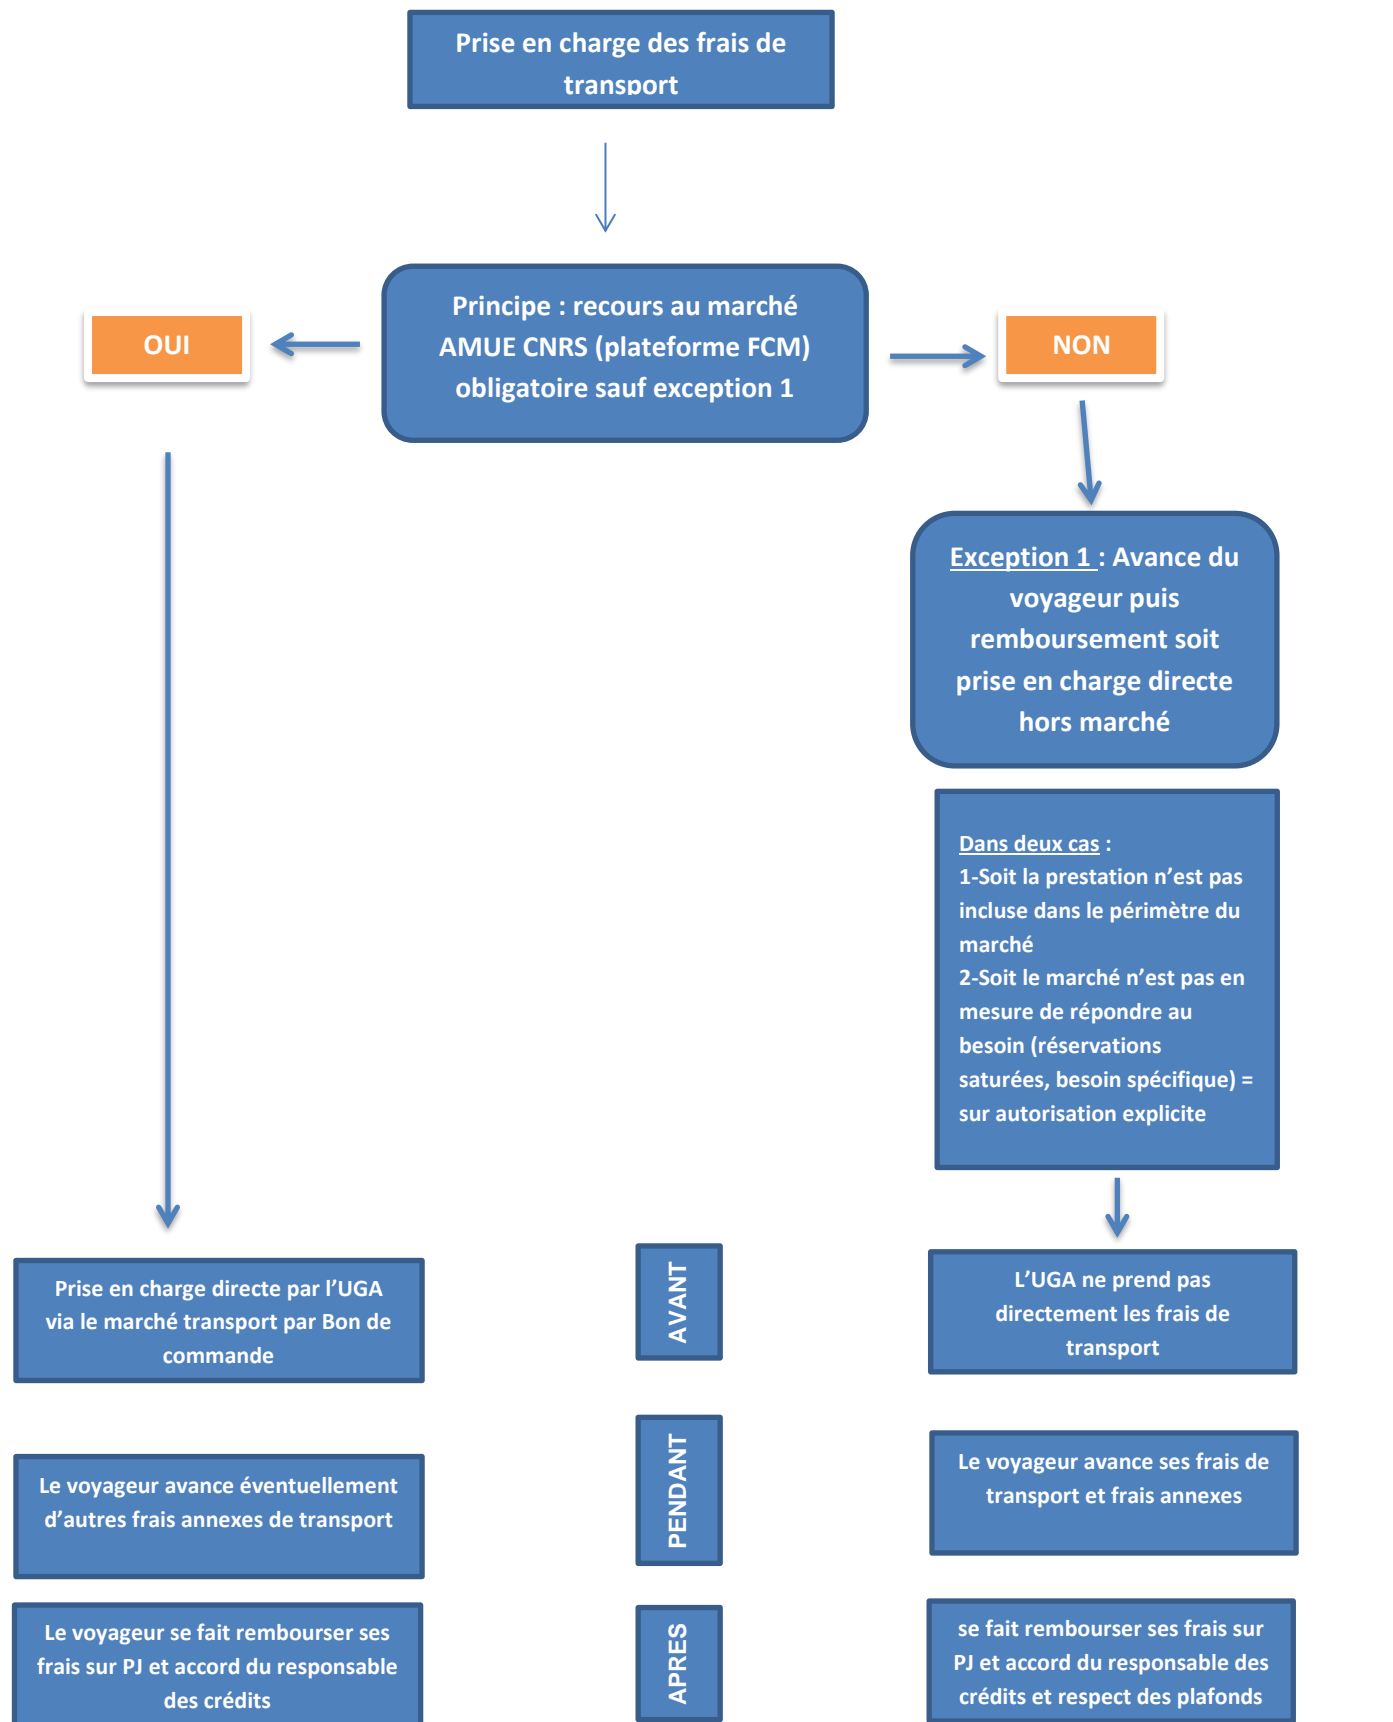 Prise en charge des frais de
transport
Principe : recours au marché
AMUE CNRS (plateforme FCM)
obligatoire sauf exception 1
OUI
NON
Exception 1 : Avance du
voyageur puis
remboursement soit
prise en charge directe
hors marché
Dans deux cas :
1-Soit la prestation n’est pas
incluse dans le périmètre du
marché
2-Soit le marché n’est pas en
mesure de répondre au
besoin (réservations
saturées, besoin spécifique) =
sur autorisation explicite
Prise en charge directe par l’UGA
via le marché transport par Bon de
commande
AVANT
L’UGA ne prend pas
directement les frais de
transport
Le voyageur avance éventuellement
d’autres frais annexes de transport
PENDANT
Le voyageur avance ses frais de
transport et frais annexes
Le voyageur se fait rembourser ses
frais sur PJ et accord du responsable
des crédits
APRES
se fait rembourser ses frais sur
PJ et accord du responsable des
crédits et respect des plafonds